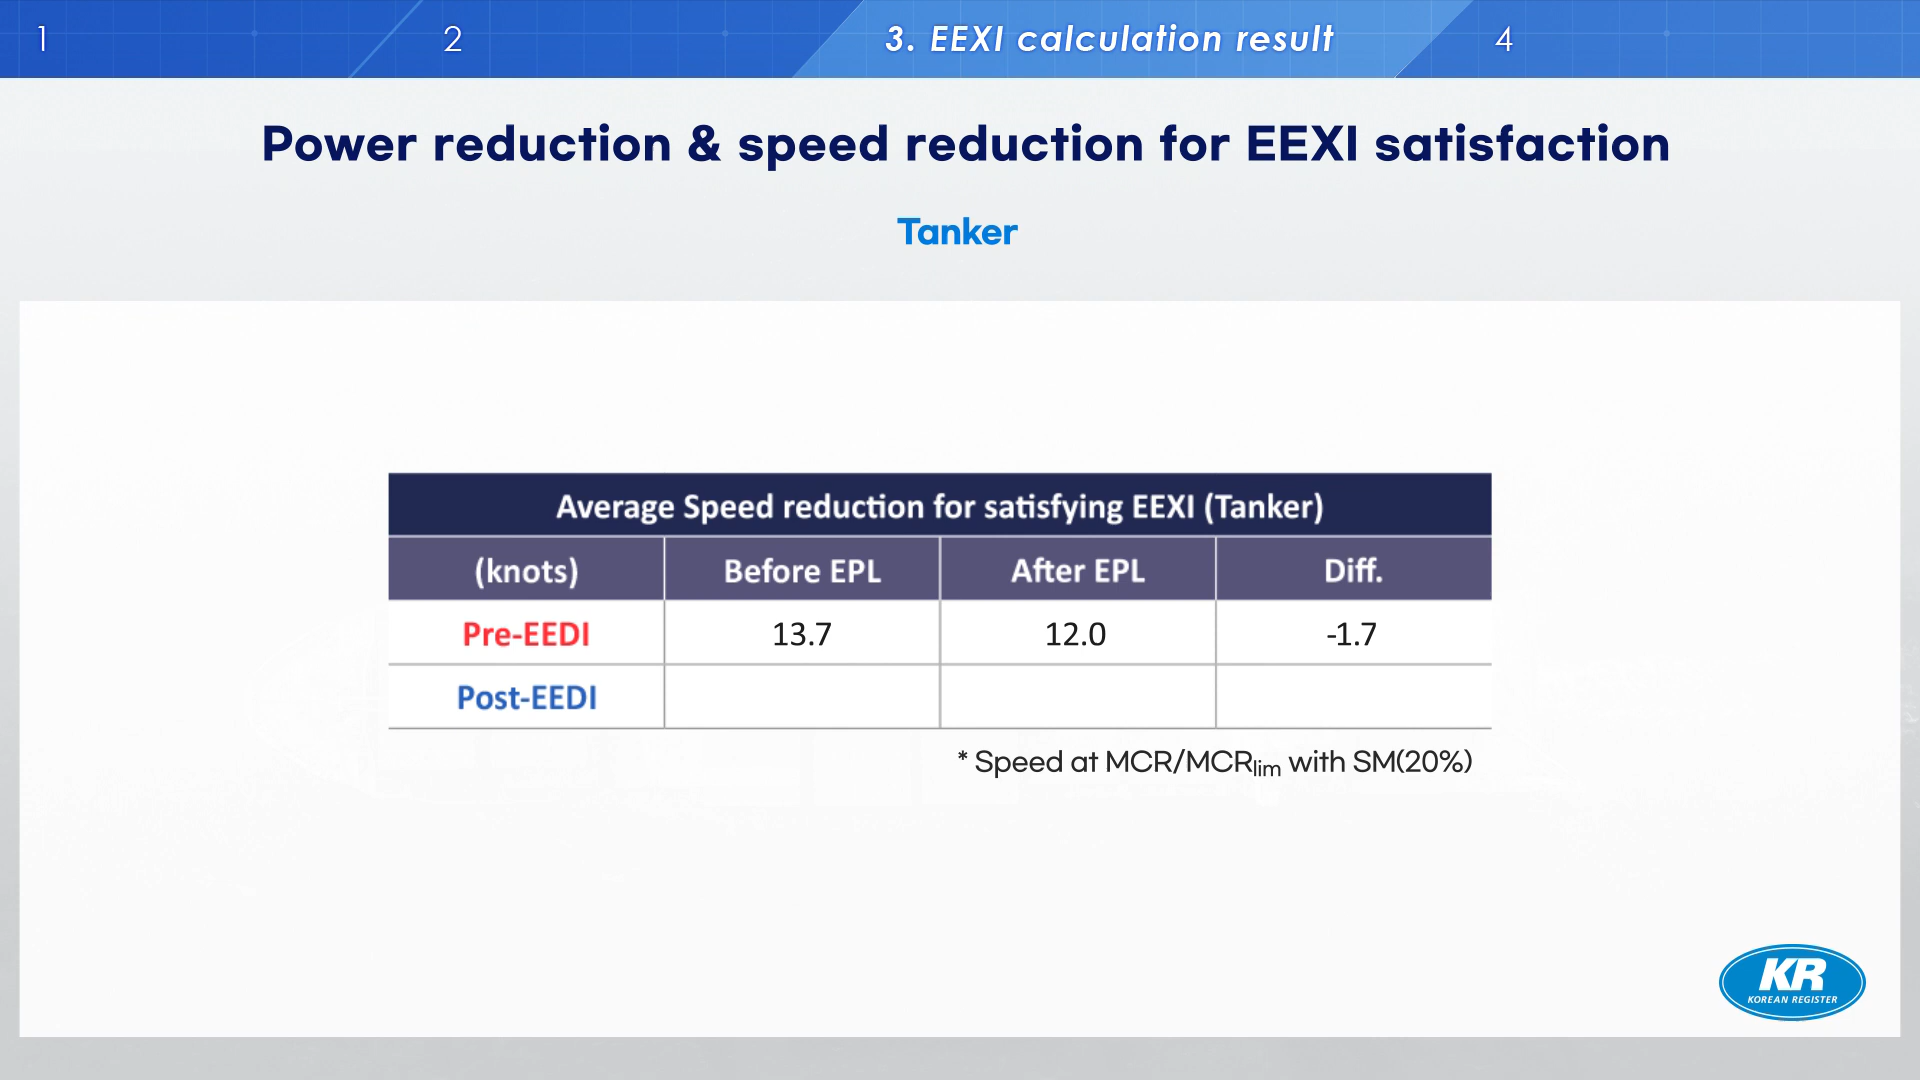 1 2 3. EEXI calculation result 4
Power reduction & speed reduction for EEXI satisfaction
Tanker
Average Speed reduction for satisfying EEXI (Tanker)
(knots) Before EPL After EPL Diff.
Pre-EEDI 13.7 12.0 -1.7
Post-EEDI
* Speed at MCR/MCRlim with SM(20%)
KR
KOREAN REGISTER